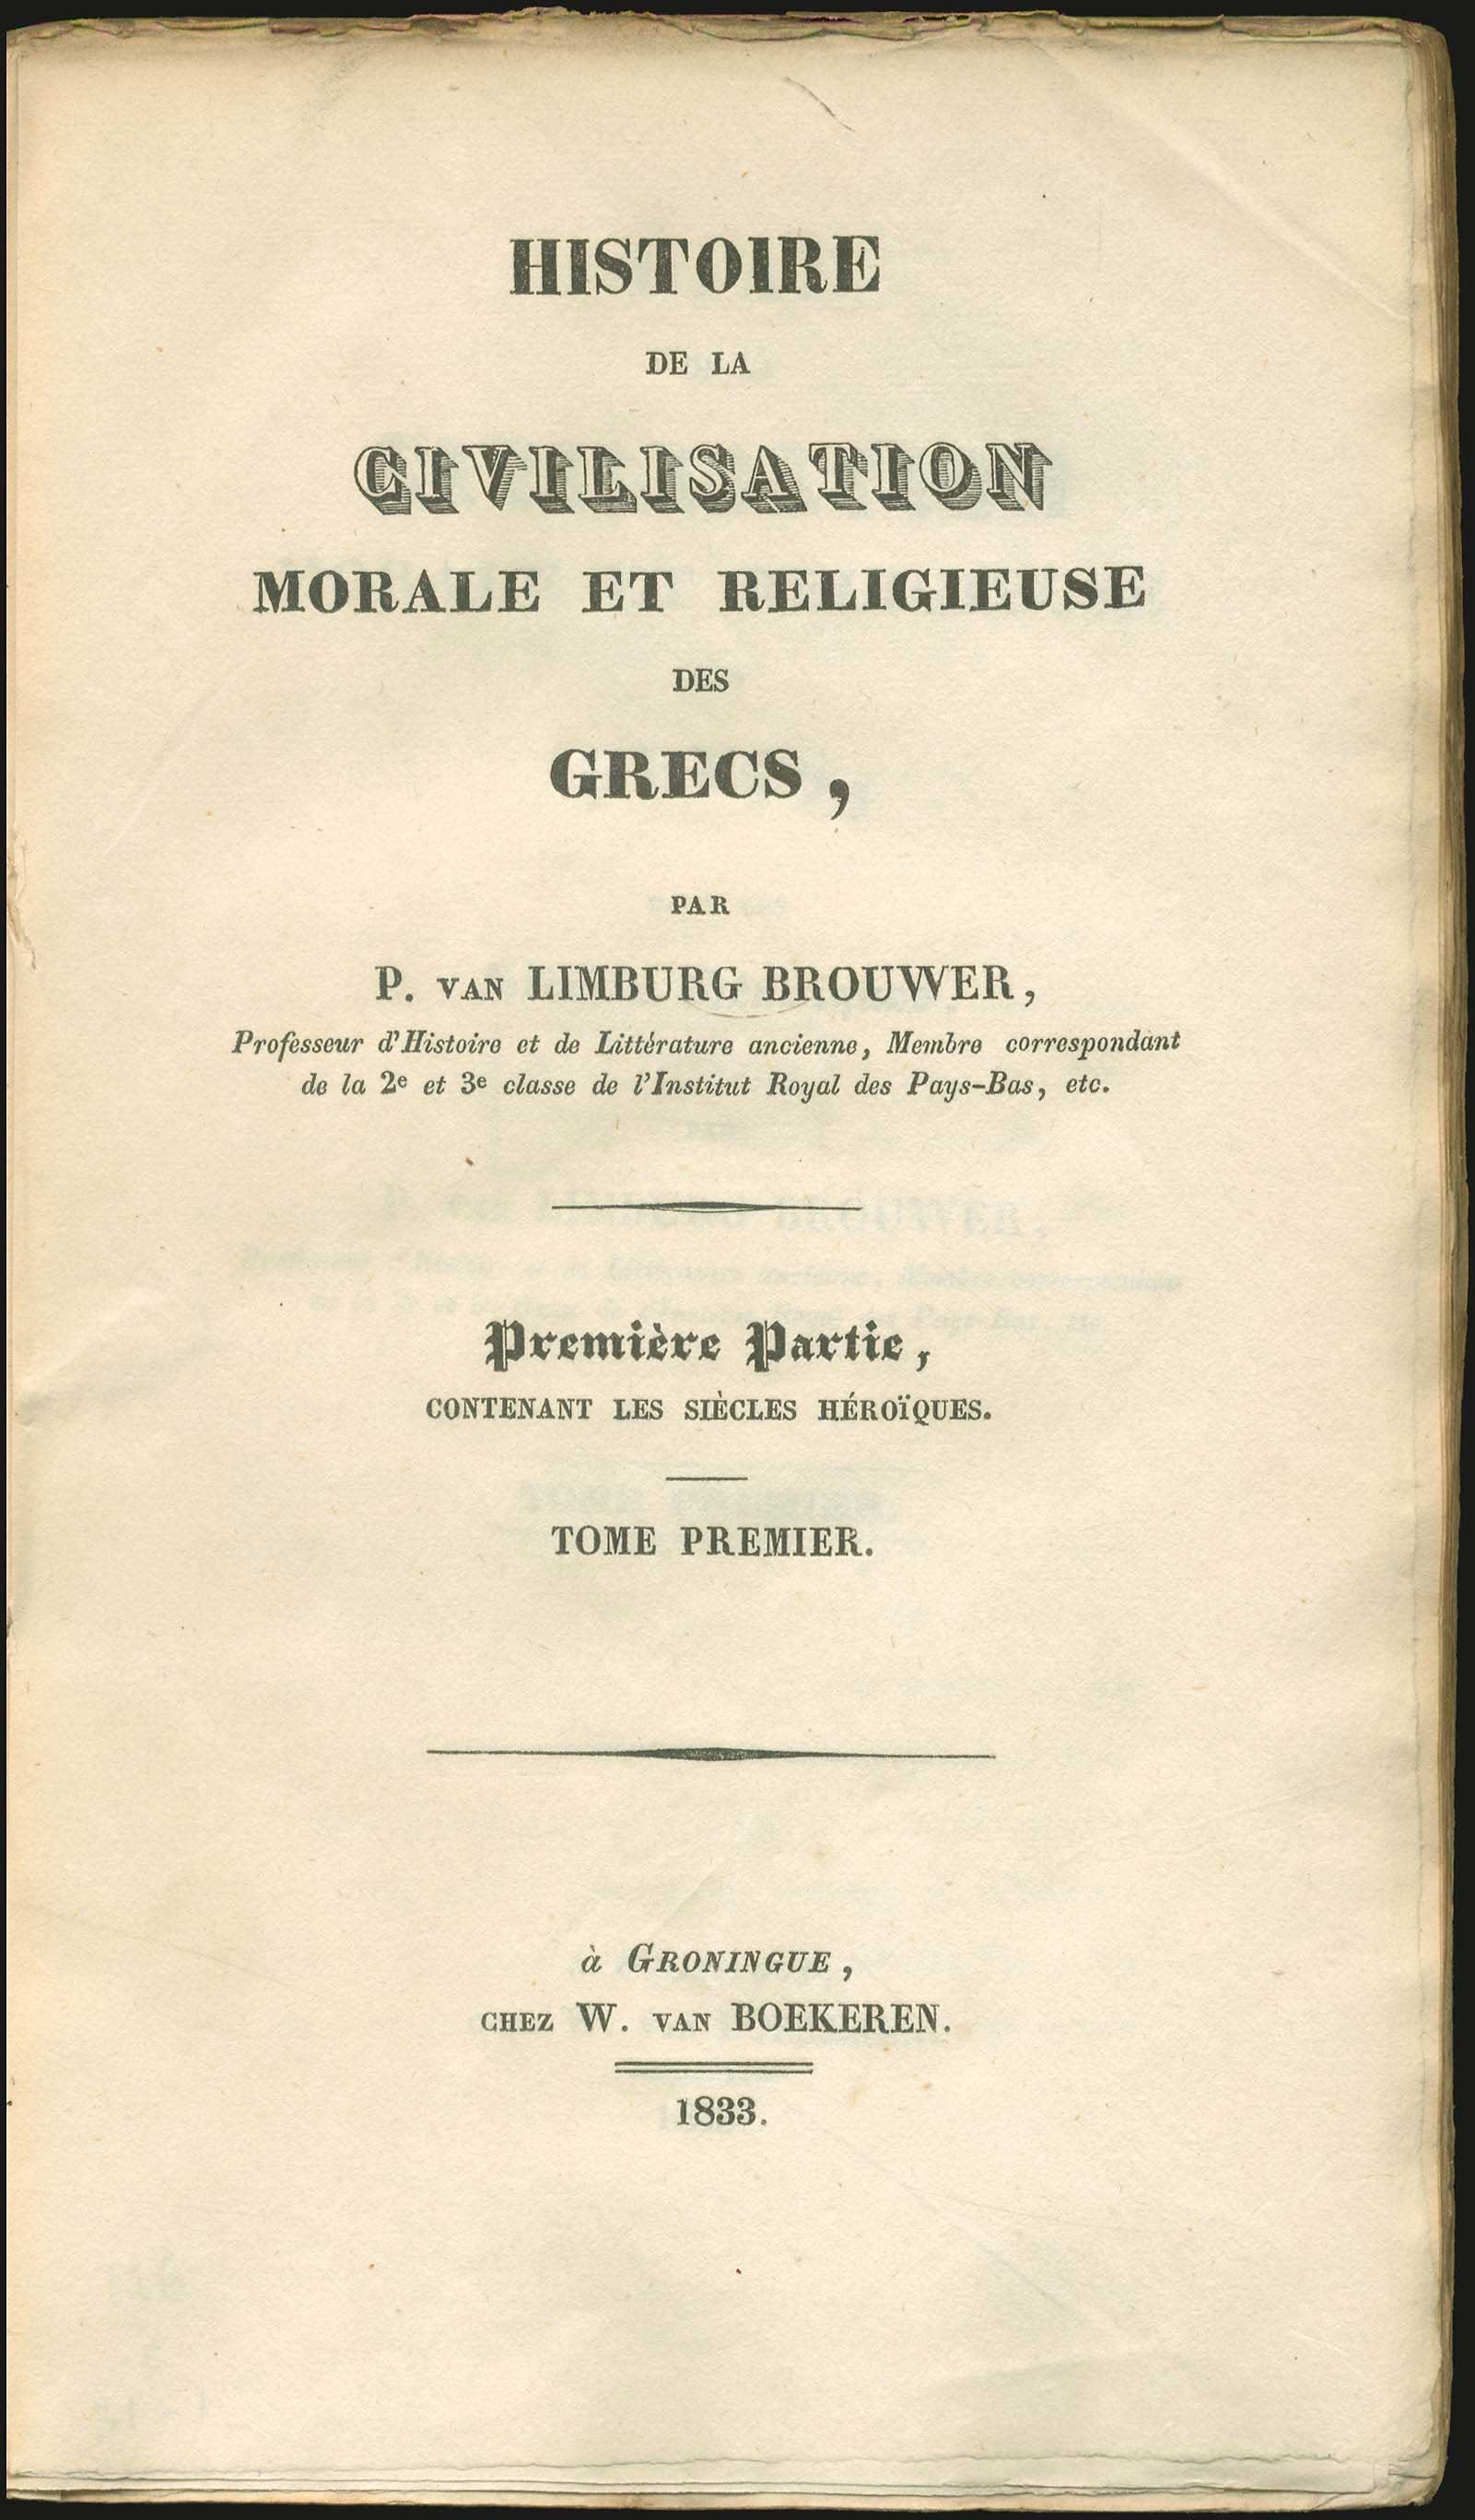 HISTOIRE
DE LA
CIVILISATION
MORALE ET RELIGIEUSE
DES
GRECS,
PAR
P. VAN LIMBURG BROUWER,
Professeur d'Histoire et de Littérature ancienne, Membre correspondant
de la 2e et 3e classe de l'Institut Royal des Pays-Bas, etc.
Première Partie,
CONTENANT LES SIÈCLES HÉROÏQUES.
TOME PREMIER.
à GRONINGUE,
CHEZ W. VAN BOEKEREN.
1833.